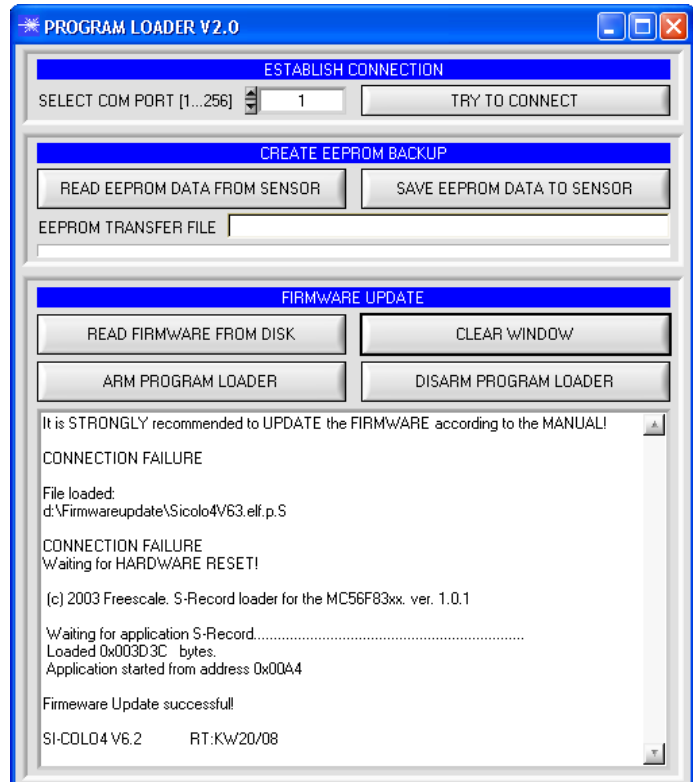 PROGRAM LOADER V2.0
ESTABLISH CONNECTION
SELECT COM PORT [1...256] 1 TRY TO CONNECT
CREATE EEPROM BACKUP
READ EEPROM DATA FROM SENSOR SAVE EEPROM DATA TO SENSOR
EEPROM TRANSFER FILE
FIRMWARE UPDATE
READ FIRMWARE FROM DISK CLEAR WINDOW
ARM PROGRAM LOADER DISARM PROGRAM LOADER
It is STRONGLY recommended to UPDATE the FIRMWARE according to the MANUAL!
CONNECTION FAILURE
File loaded:
d:\Firmwareupdate\Sicolo4V63.elf.p.S
CONNECTION FAILURE
Waiting for HARDWARE RESET!
(c) 2003 Freescale. S-Record loader for the MC56F83xx. ver. 1.0.1
Waiting for application S-Record....................................................................
Loaded 0x003D3C bytes.
Application started from address 0x00A4
Firmeware Update successful!
SI-COLO4 V6.2 RT:KW20/08